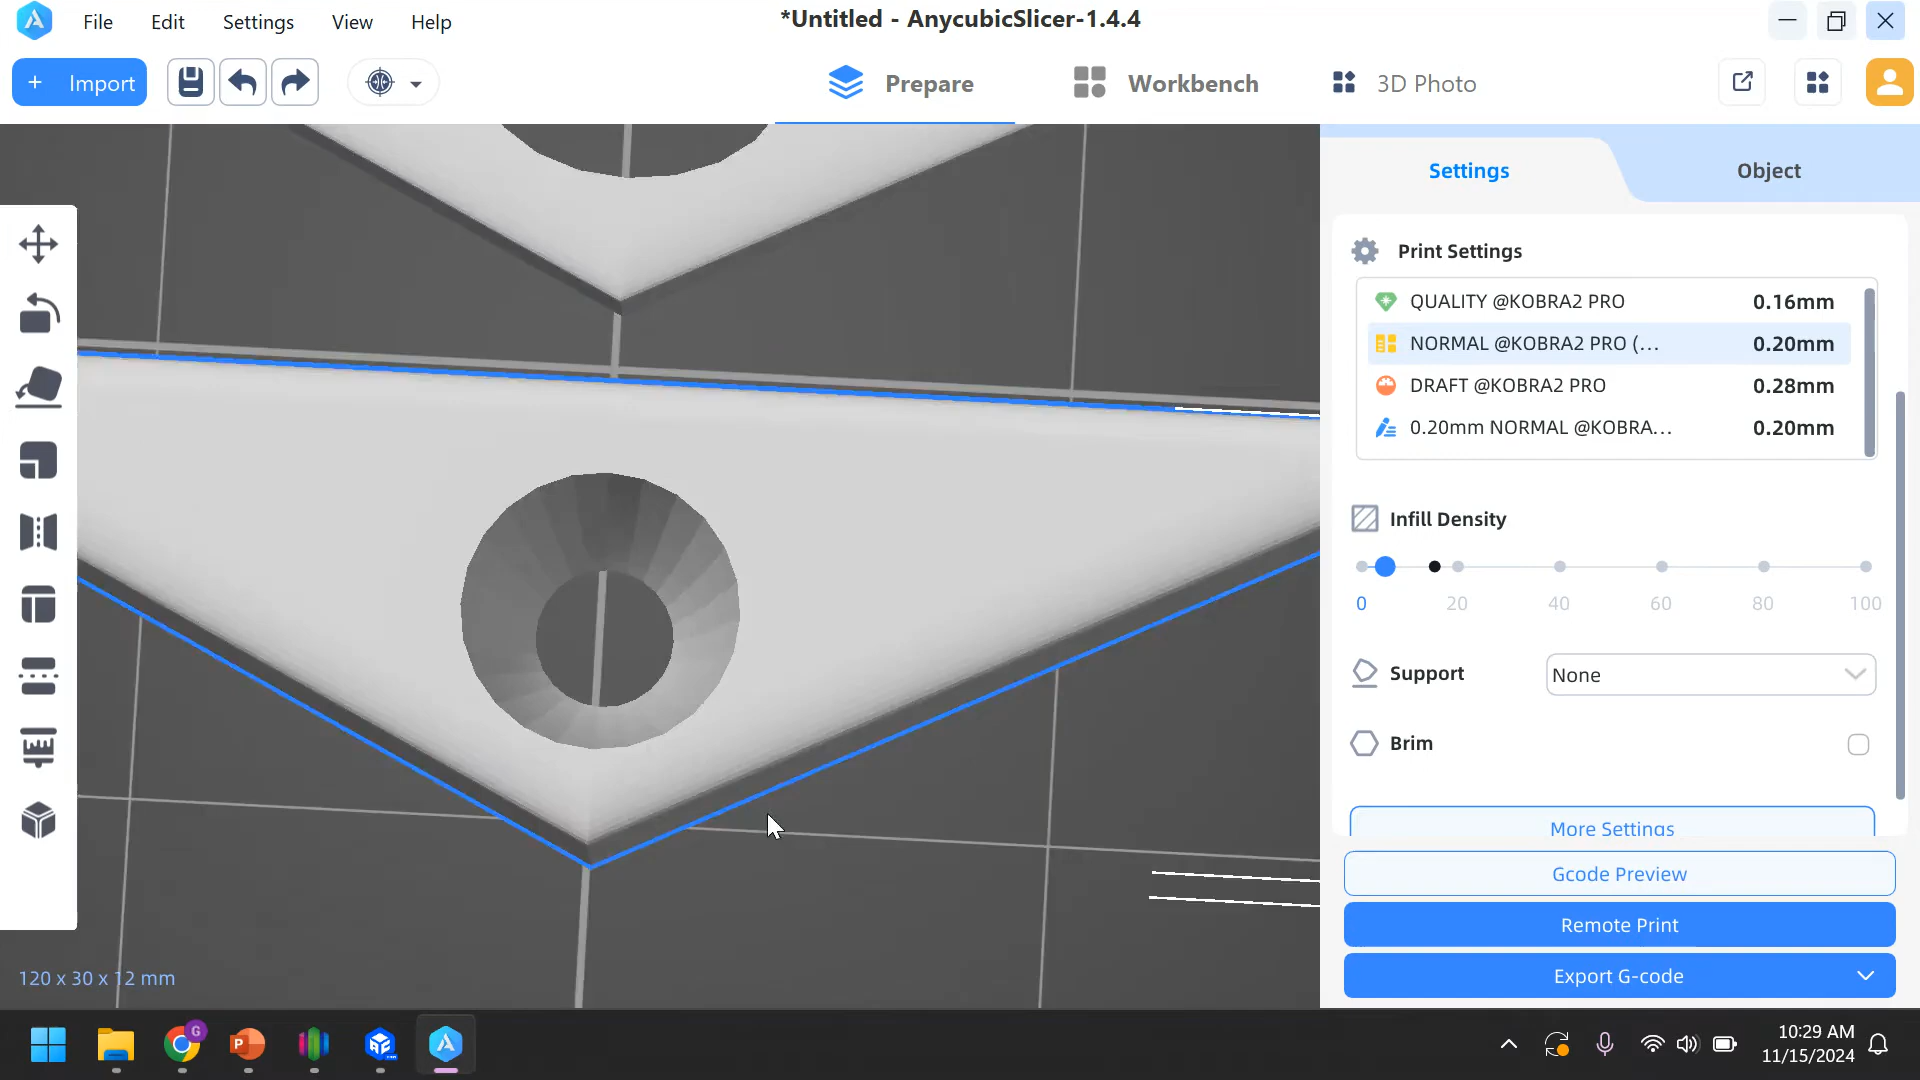 *Untitled - AnycubicSlicer-1.4.4
File Edit Settings View Help
+ Import
Prepare
Workbench
3D Photo
Settings
Object
Print Settings
QUALITY @KOBRA2 PRO 0.16mm
NORMAL @KOBRA2 PRO (... 0.20mm
DRAFT @KOBRA2 PRO 0.28mm
0.20mm NORMAL @KOBRA... 0.20mm
Infill Density
0 20 40 60 80 100
Support None
Brim
More Settings
Gcode Preview
Remote Print
Export G-code
120 x 30 x 12 mm
G
P
10:29 AM
11/15/2024